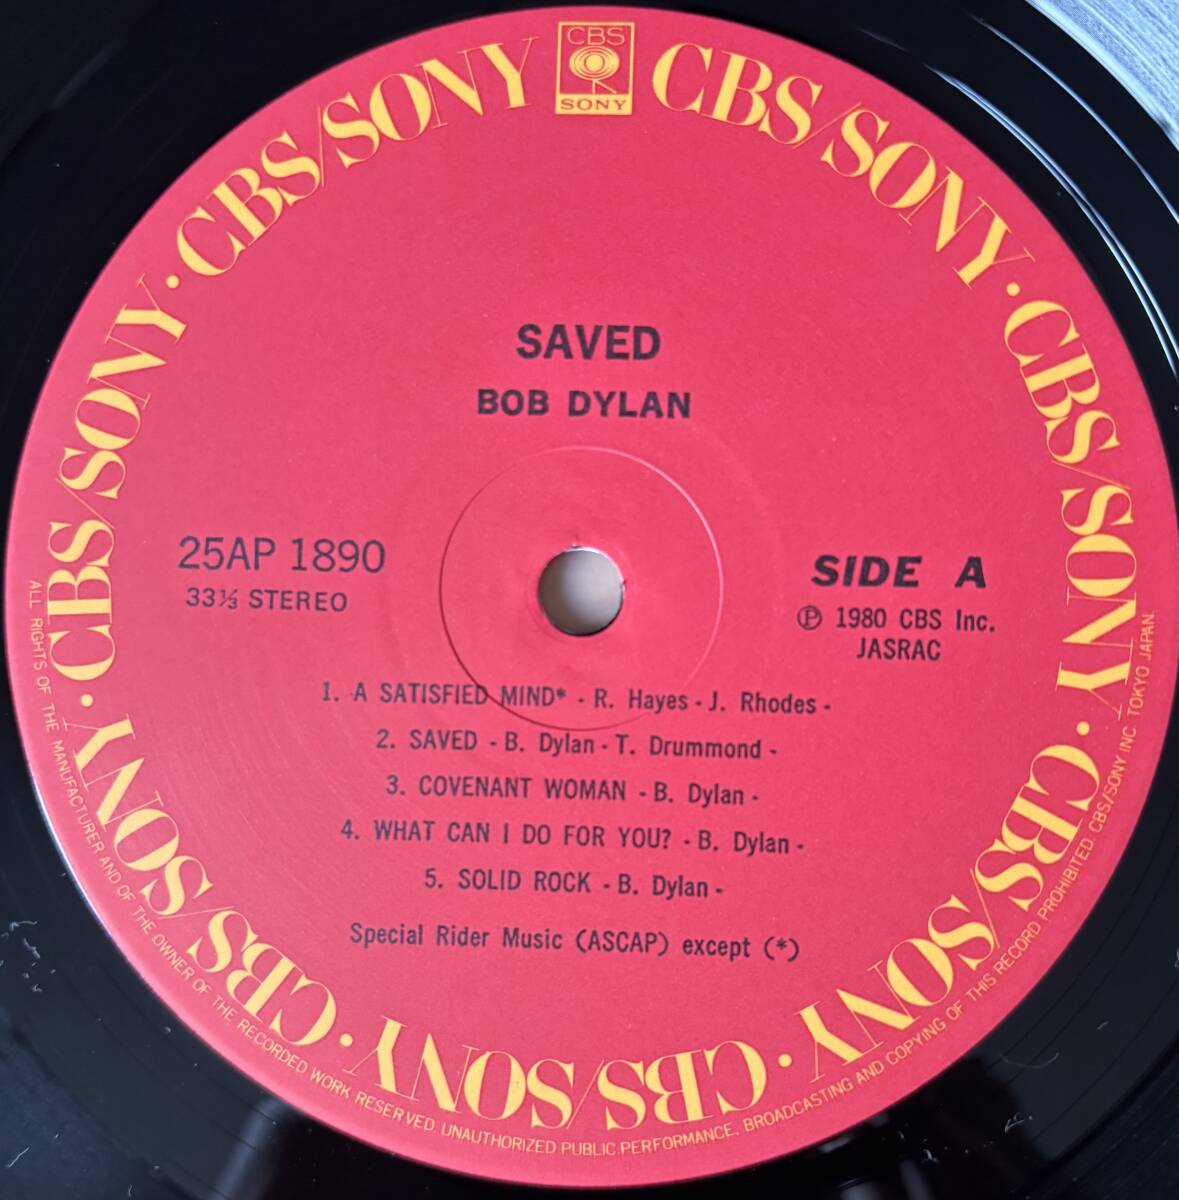 CBS
SONY
CBS/SONY · CBS/SONY · CBS/SONY · CBS/SONY · CBS/SONY · CBS/SONY · CBS/SONY · CBS/SONY
SAVED
BOB DYLAN
25AP 1890
33⅓ STEREO
SIDE A
Ⓟ 1980 CBS Inc.
JASRAC
1. A SATISFIED MIND* - R. Hayes - J. Rhodes -
2. SAVED - B. Dylan - T. Drummond -
3. COVENANT WOMAN - B. Dylan -
4. WHAT CAN I DO FOR YOU? - B. Dylan -
5. SOLID ROCK - B. Dylan -
Special Rider Music (ASCAP) except (*)
ALL RIGHTS OF THE MANUFACTURER AND OF THE OWNER OF THE RECORDED WORK RESERVED. UNAUTHORIZED PUBLIC PERFORMANCE, BROADCASTING AND COPYING OF THIS RECORD PROHIBITED. CBS/SONY INC. TOKYO JAPAN.